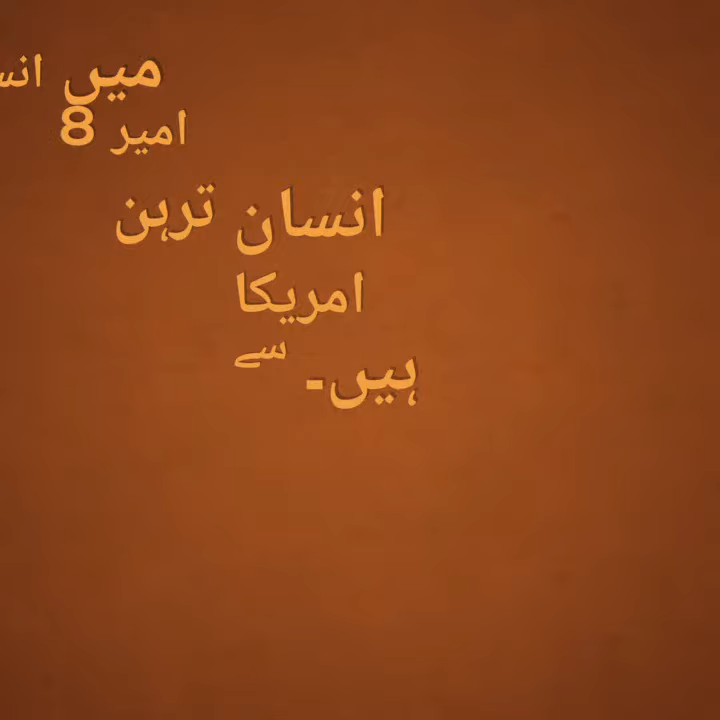 میں
امیر 8
انسان ترہن
امریکا
ہیں۔ سے